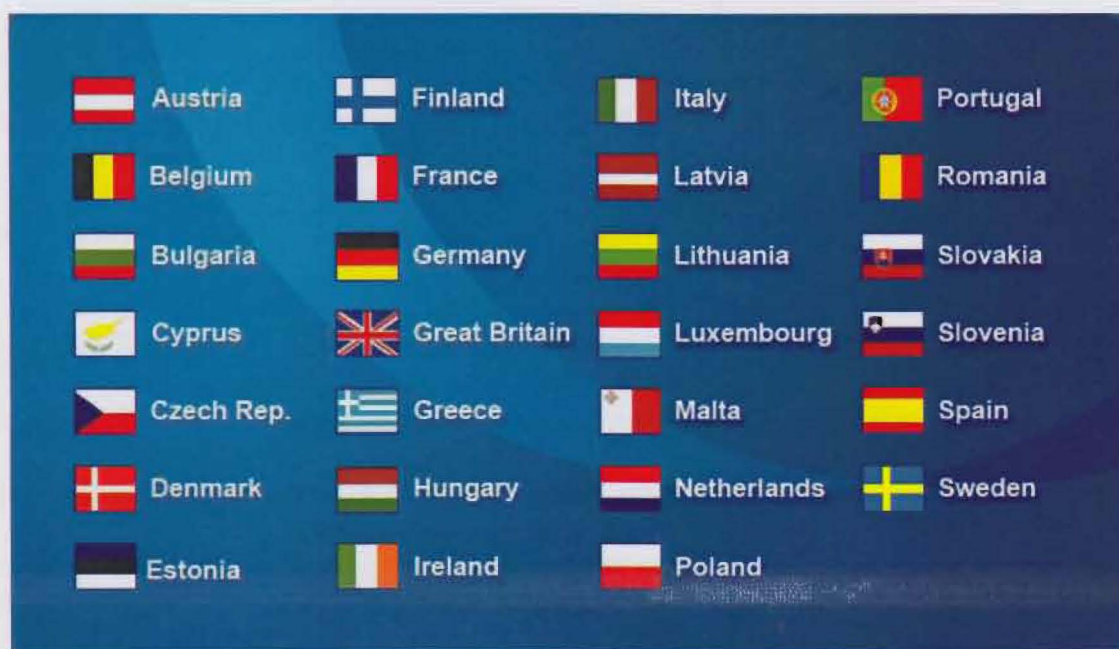 Austria
Belgium
Bulgaria
Cyprus
Czech Rep.
Denmark
Estonia
Finland
France
Germany
Great Britain
Greece
Hungary
Ireland
Italy
Latvia
Lithuania
Luxembourg
Malta
Netherlands
Poland
Portugal
Romania
Slovakia
Slovenia
Spain
Sweden